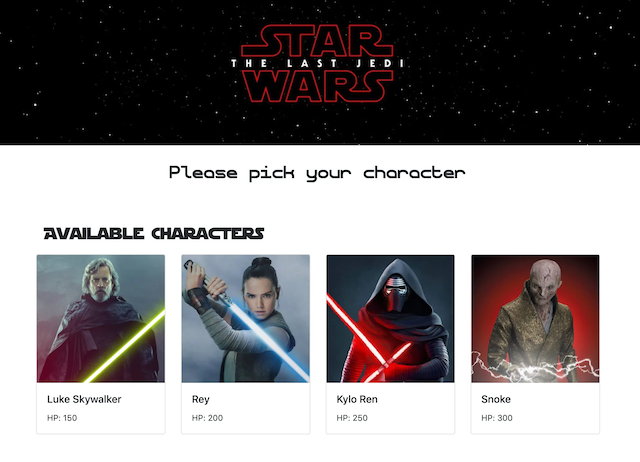 STAR
THE LAST JEDI
WARS
Please pick your character
AVAILABLE CHARACTERS
Luke Skywalker
HP: 150
Rey
HP: 200
Kylo Ren
HP: 250
Snoke
HP: 300